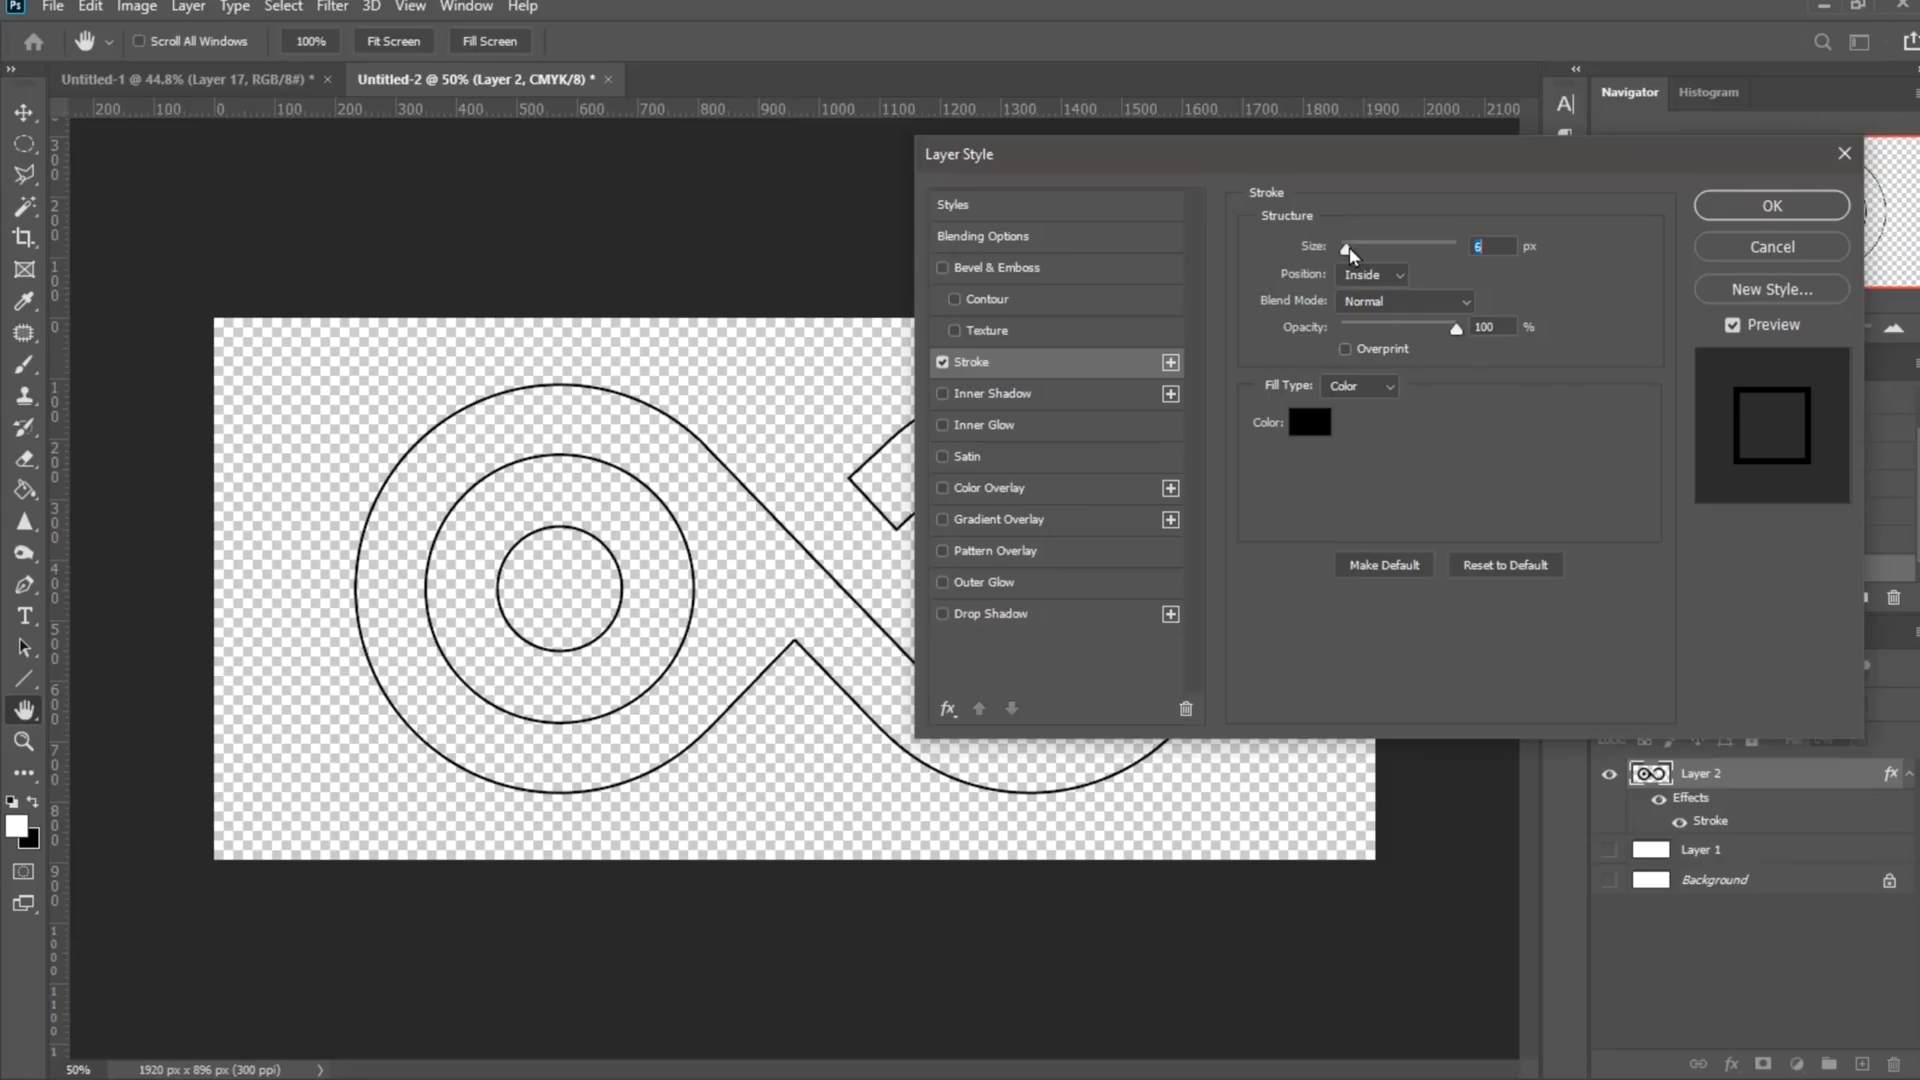 Ps File Edit Image Layer Type Select Filter 3D View Window Help
Scroll All Windows 100% Fit Screen Fill Screen
Untitled-1 @ 44.8% (Layer 17, RGB/8#) * × Untitled-2 @ 50% (Layer 2, CMYK/8) * ×
Navigator Histogram
200 100 0 100 200 300 400 500 600 700 800 900 1000 1100 1200 1300 1400 1500 1600 1700 1800 1900 2000 2100
Layer Style
Styles
Blending Options
Bevel & Emboss
Contour
Texture
Stroke
Inner Shadow
Inner Glow
Satin
Color Overlay
Gradient Overlay
Pattern Overlay
Outer Glow
Drop Shadow
fx
Stroke
Structure
Size: 6 px
Position: Inside
Blend Mode: Normal
Opacity: 100 %
Overprint
Fill Type: Color
Color:
Make Default Reset to Default
OK
Cancel
New Style...
Preview
Layer 2 fx
Effects
Stroke
Layer 1
Background
50% 1920 px x 896 px (300 ppi)